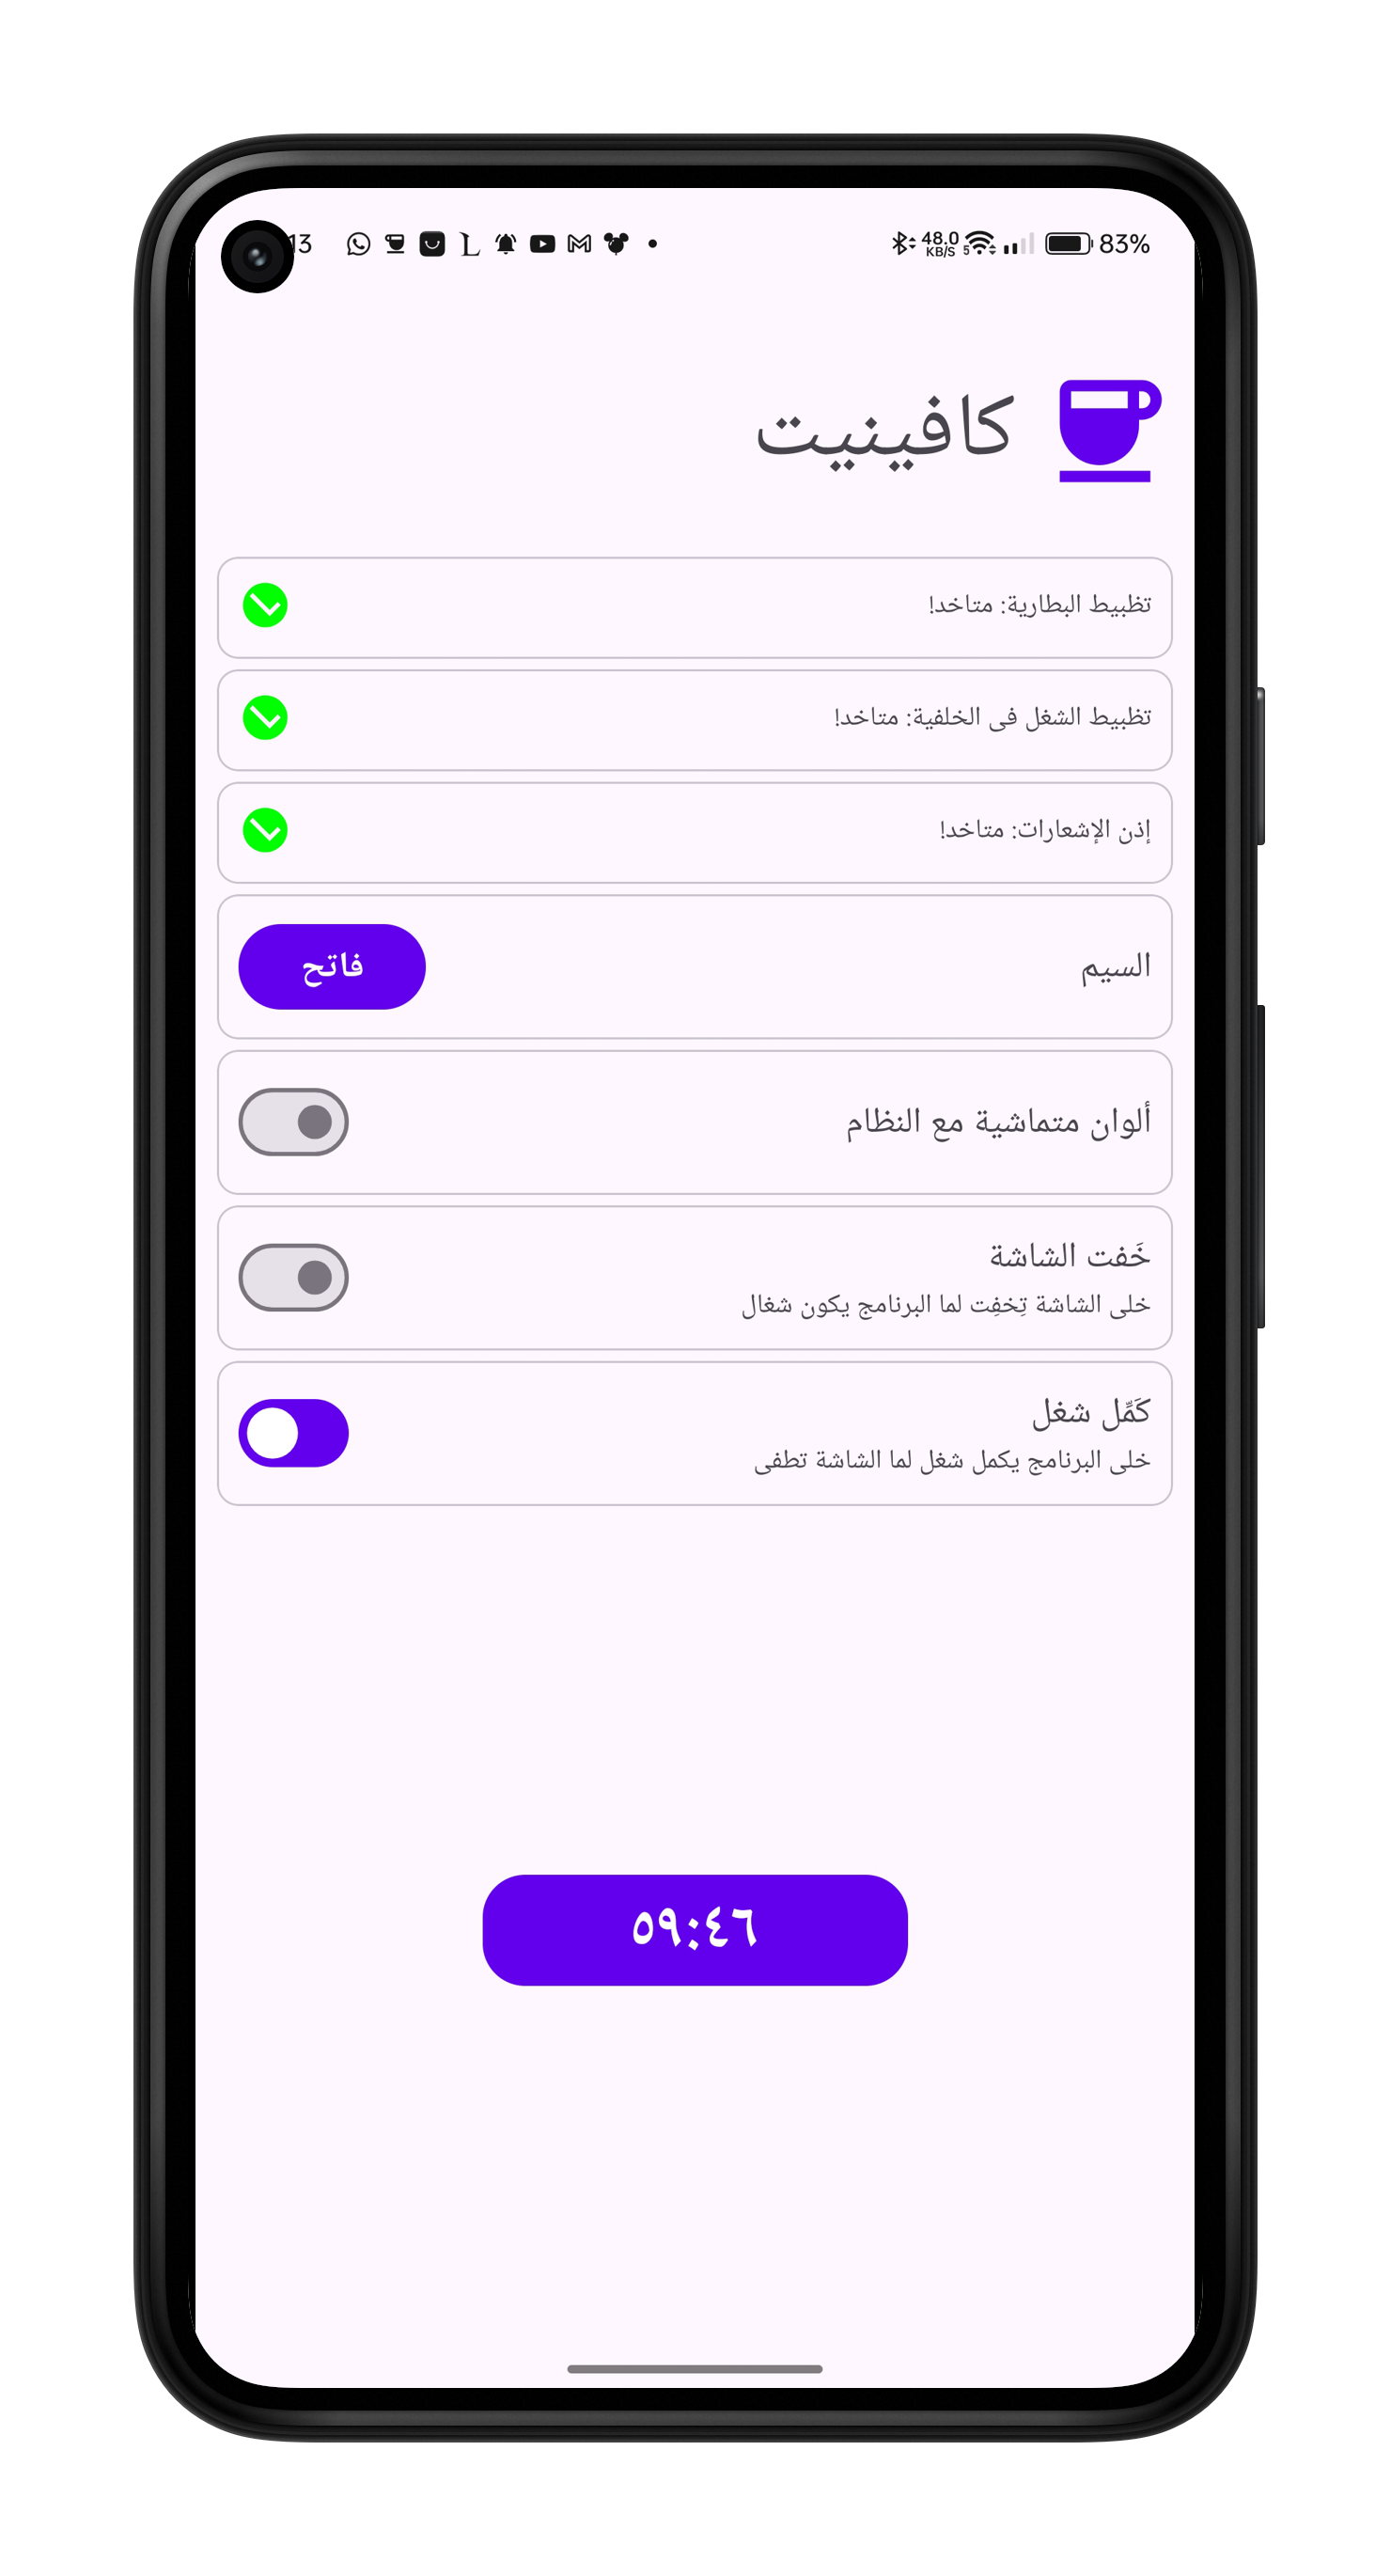 13
48.0
KB/S
5
83%
كافينيت
تظبيط البطارية: متاخد!
تظبيط الشغل فى الخلفية: متاخد!
إذن الإشعارات: متاخد!
السيم
فاتح
ألوان متماشية مع النظام
خَفت الشاشة
خلى الشاشة تِخفِت لما البرنامج يكون شغال
كَمِّل شغل
خلى البرنامج يكمل شغل لما الشاشة تطفى
٥٩:٤٦